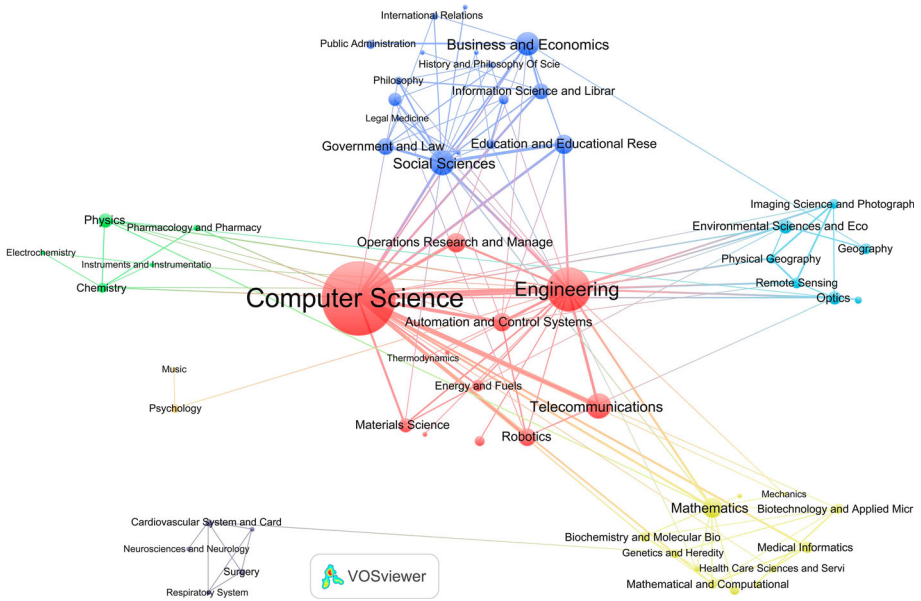 International Relations
Public Administration
Business and Economics
History and Philosophy Of Scie
Philosophy
Information Science and Librar
Legal Medicine
Government and Law
Education and Educational Rese
Social Sciences
Imaging Science and Photograph
Physics
Pharmacology and Pharmacy
Environmental Sciences and Eco
Operations Research and Manage
Geography
Electrochemistry
Instruments and Instrumentatio
Physical Geography
Chemistry
Remote Sensing
Engineering
Computer Science
Optics
Automation and Control Systems
Thermodynamics
Music
Energy and Fuels
Psychology
Telecommunications
Materials Science
Robotics
Mechanics
Mathematics
Biotechnology and Applied Micr
Cardiovascular System and Card
Biochemistry and Molecular Bio
Neurosciences and Neurology
Genetics and Heredity
Medical Informatics
Surgery
Health Care Sciences and Servi
VOSviewer
Mathematical and Computational
Respiratory System